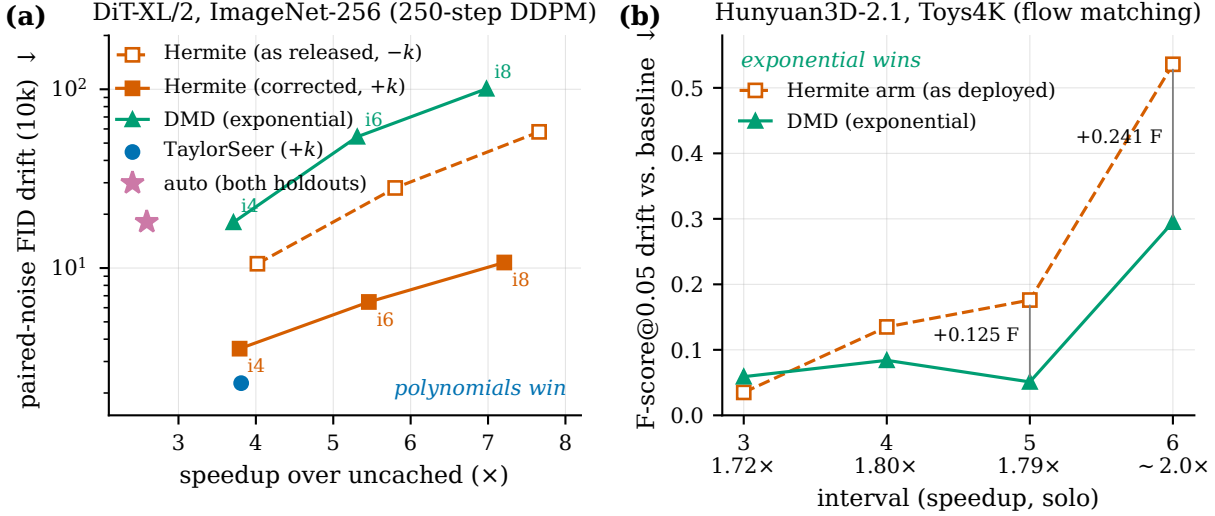 (a) DiT-XL/2, ImageNet-256 (250-step DDPM)
paired-noise FID drift (10k) ↓
10²
10¹
Hermite (as released, −k)
Hermite (corrected, +k)
DMD (exponential)
TaylorSeer (+k)
auto (both holdouts)
i4
i6
i8
i4
i6
i8
polynomials win
3 4 5 6 7 8
speedup over uncached (×)
(b) Hunyuan3D-2.1, Toys4K (flow matching)
F-score@0.05 drift vs. baseline ↓
0.5
0.4
0.3
0.2
0.1
0.0
exponential wins
Hermite arm (as deployed)
DMD (exponential)
+0.241 F
+0.125 F
3 4 5 6
1.72× 1.80× 1.79× ~2.0×
interval (speedup, solo)